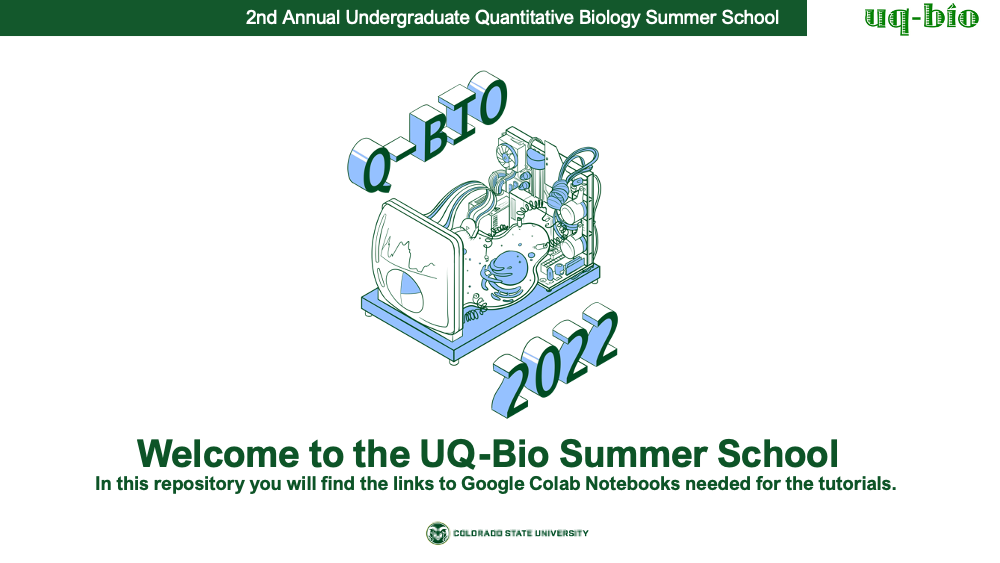 2nd Annual Undergraduate Quantitative Biology Summer School
uq-bio
Q-BIO
2022
Welcome to the UQ-Bio Summer School
In this repository you will find the links to Google Colab Notebooks needed for the tutorials.
COLORADO STATE UNIVERSITY